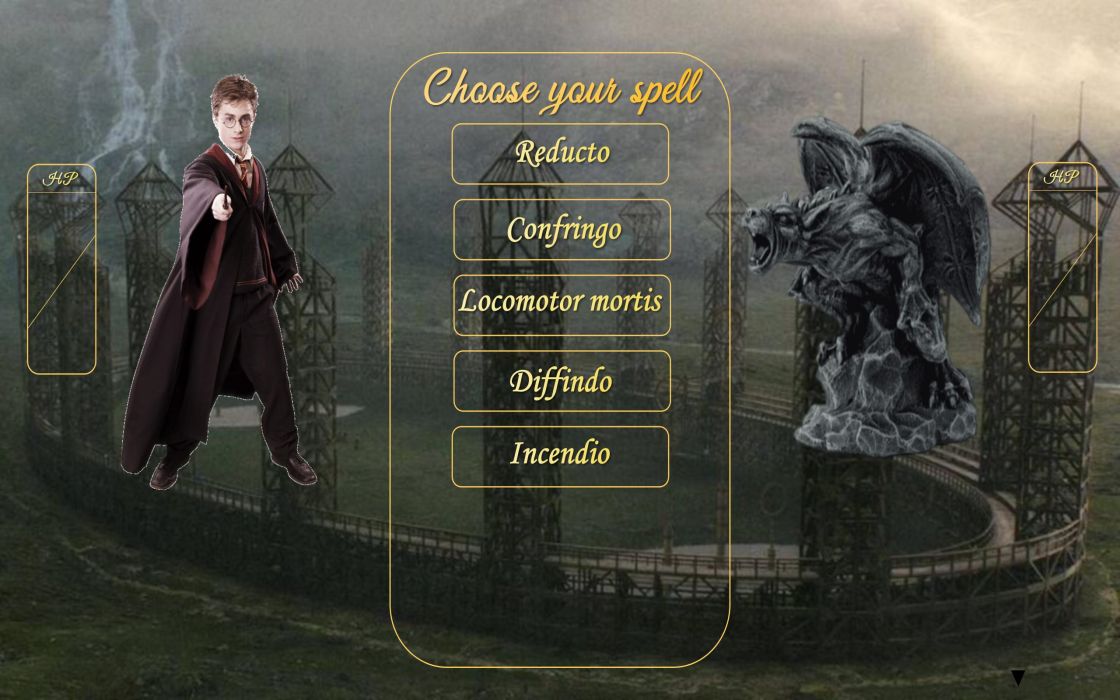 Choose your spell
HP
HP
Reducto
Confringo
Locomotor mortis
Diffindo
Incendio